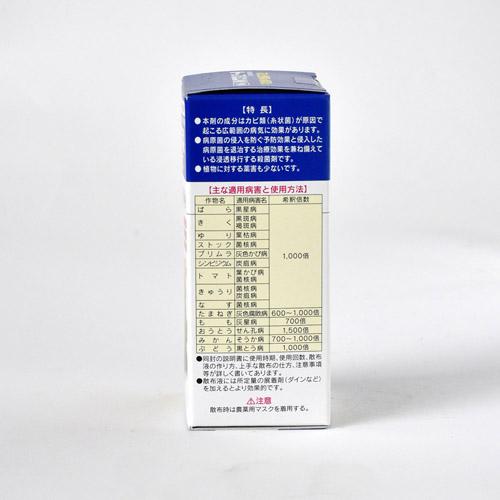 【特 長】
●本剤の成分はカビ類(糸状菌)が原因で
起こる広範囲の病気に効果があります。
●病原菌の侵入を防ぐ予防効果と侵入した
病原菌を退治する治療効果を兼ね備えて
いる浸透移行する殺菌剤です。
●植物に対する薬害も少ないです。
【主な適用病害と使用方法】
作物名 適用病害名 希釈倍数
ばら 黒星病 1,000倍
きく 黒斑病
褐斑病
ゆり 葉枯病
ストック 菌核病
プリムラ 灰色かび病
シンビジウム 炭疽病
トマト 葉かび病
菌核病
きゅうり 菌核病
炭疽病
なす 菌核病
たまねぎ 灰色腐敗病 600〜1,000倍
もも 灰星病 700倍
おうとう せん孔病 1,500倍
みかん そうか病 700〜1,000倍
ぶどう 黒とう病 1,000倍
●同封の説明書に使用時期、使用回数、散布
液の作り方、上手な散布の仕方、注意事項
等が詳しく書いてあります。
●散布液には所定量の展着剤(ダインなど)
を加えるとより効果的です。
⚠注意
散布時は農薬用マスクを着用する。